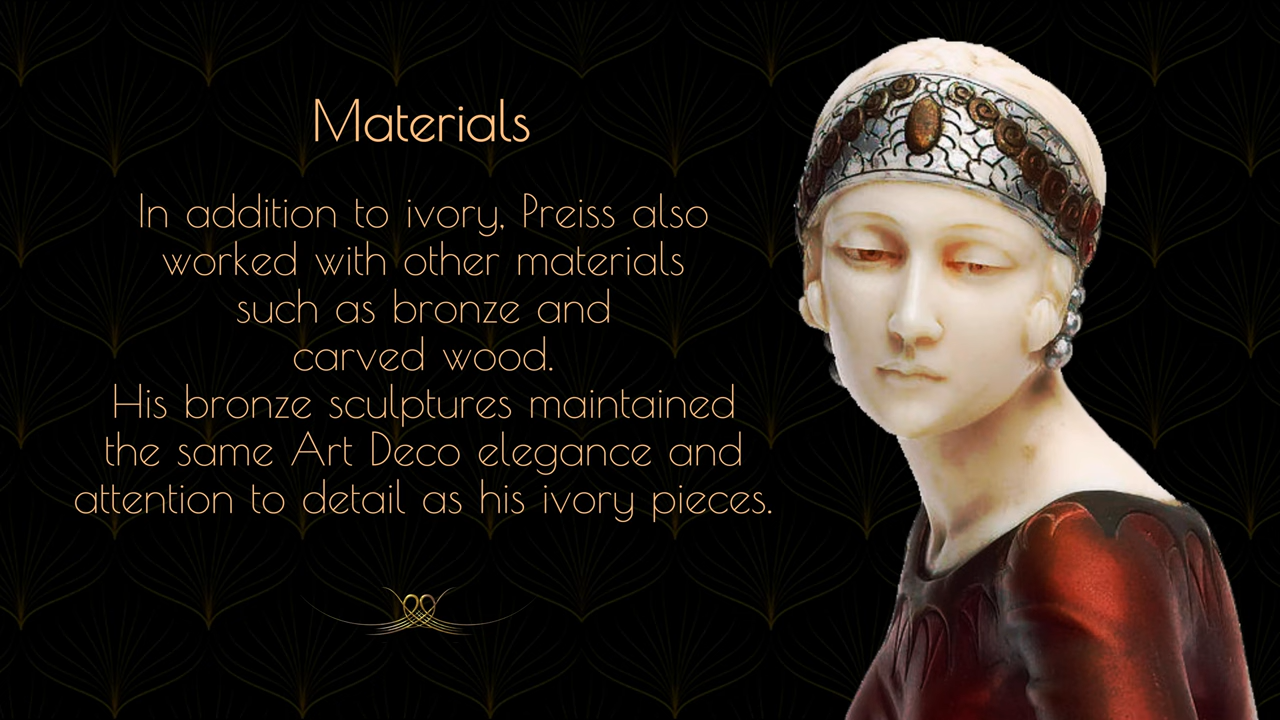 Materials
In addition to ivory, Preiss also
worked with other materials
such as bronze and
carved wood.
His bronze sculptures maintained
the same Art Deco elegance and
attention to detail as his ivory pieces.